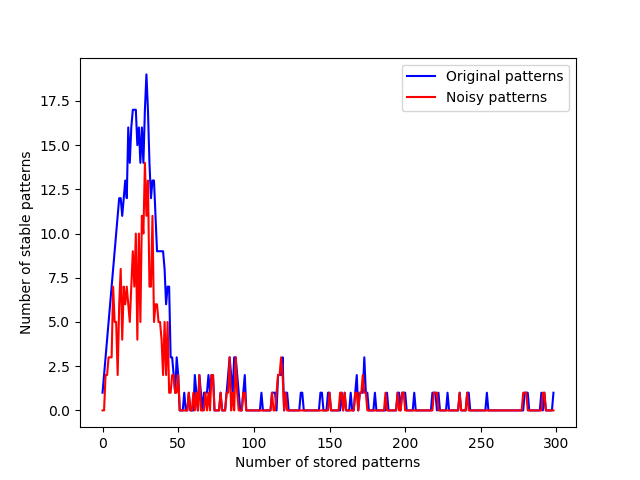 Original patterns
Noisy patterns
17.5
15.0
12.5
10.0
7.5
5.0
2.5
0.0
Number of stable patterns
0 50 100 150 200 250 300
Number of stored patterns